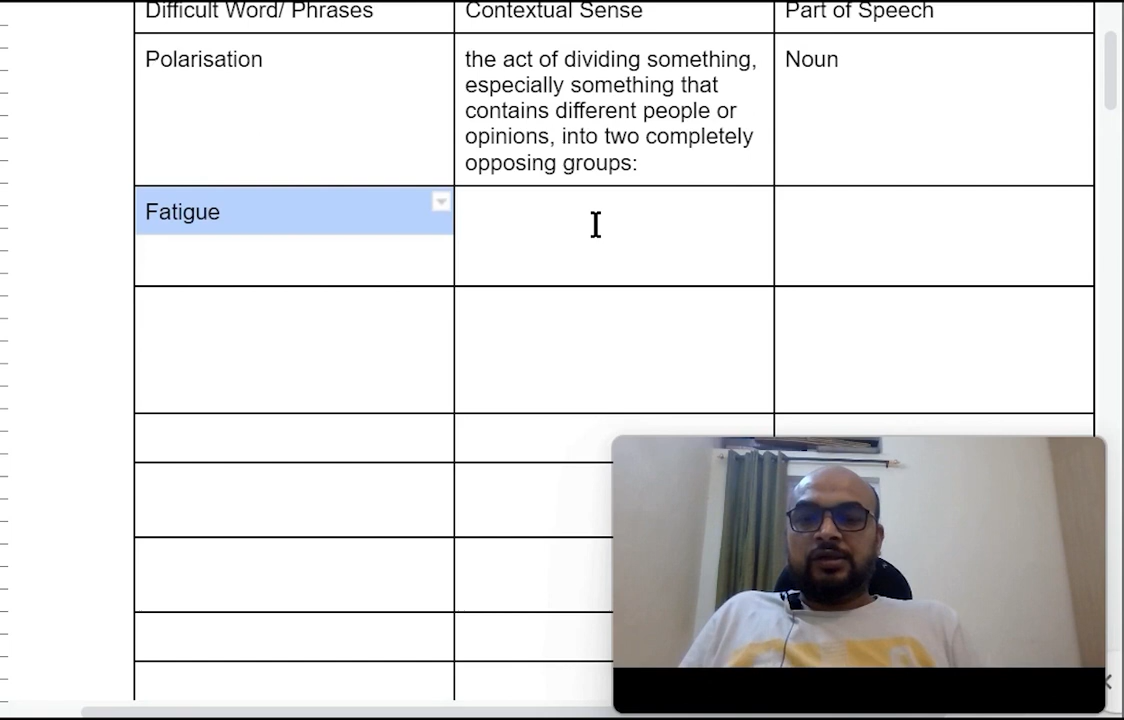 Difficult Word/ Phrases
Contextual Sense
Part of Speech
Polarisation
the act of dividing something,
especially something that
contains different people or
opinions, into two completely
opposing groups:
Noun
Fatigue